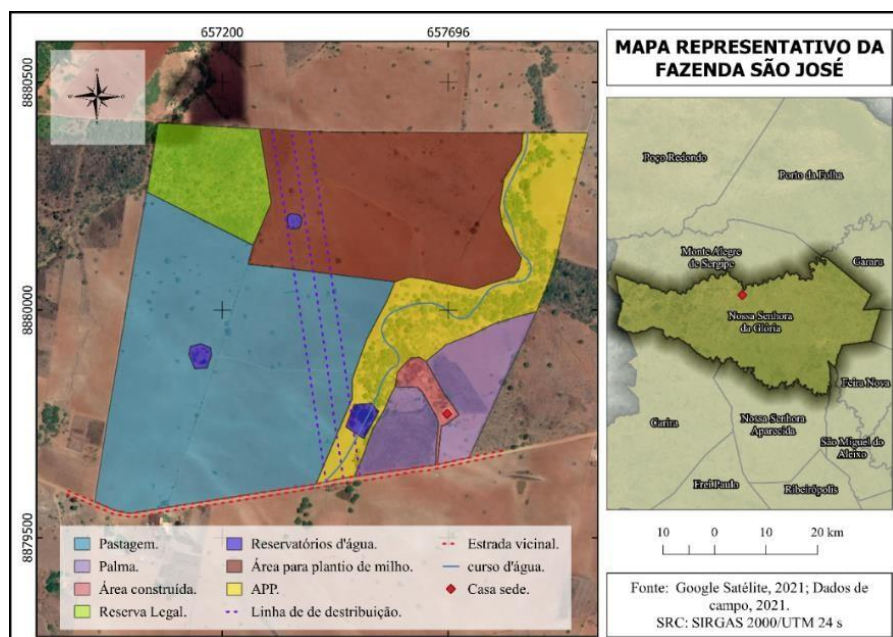 657200
657696
8880500
8880000
8879500
Pastagem.
Palma.
Área construída.
Reserva Legal.
Reservatórios d'água.
Área para plantio de milho.
APP.
Linha de de destribuição.
Estrada vicinal.
curso d'água.
Casa sede.
MAPA REPRESENTATIVO DA
FAZENDA SÃO JOSÉ
Poço Redondo
Porto da Folha
Monte Alegre
de Sergipe
Gararu
Nossa Senhora
da Glória
Feira Nova
Carira
Nossa Senhora
Aparecida
São Miguel do
Aleixo
Frei Paulo
Ribeirópolis
10 0 10 20 km
Fonte: Google Satélite, 2021; Dados de
campo, 2021.
SRC: SIRGAS 2000/UTM 24 s